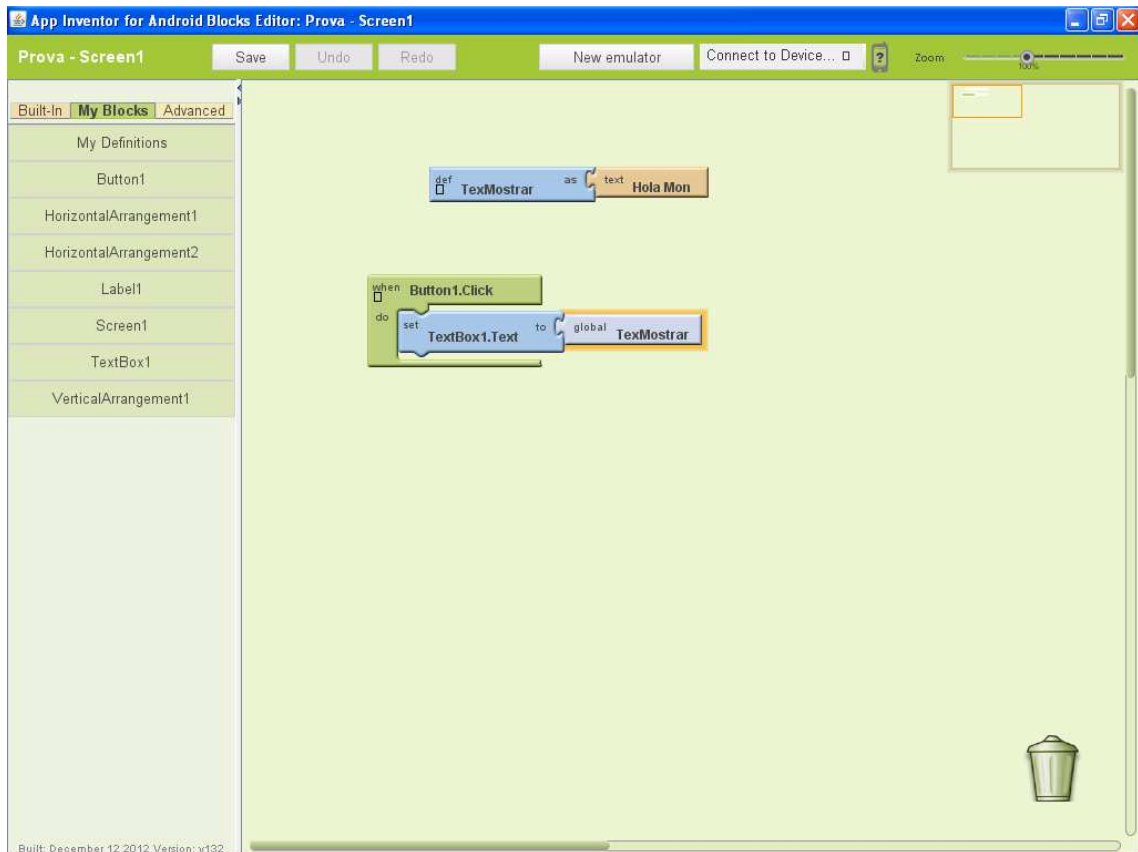 App Inventor for Android Blocks Editor: Prova - Screen1
Prova - Screen1 Save Undo Redo New emulator Connect to Device... Zoom
100%
Built-In My Blocks Advanced
My Definitions
Button1
HorizontalArrangement1
HorizontalArrangement2
Label1
Screen1
TextBox1
VerticalArrangement1
def TexMostrar as text Hola Mon
when Button1.Click
do set TextBox1.Text to global TexMostrar
Built: December 12 2012 Version: v132